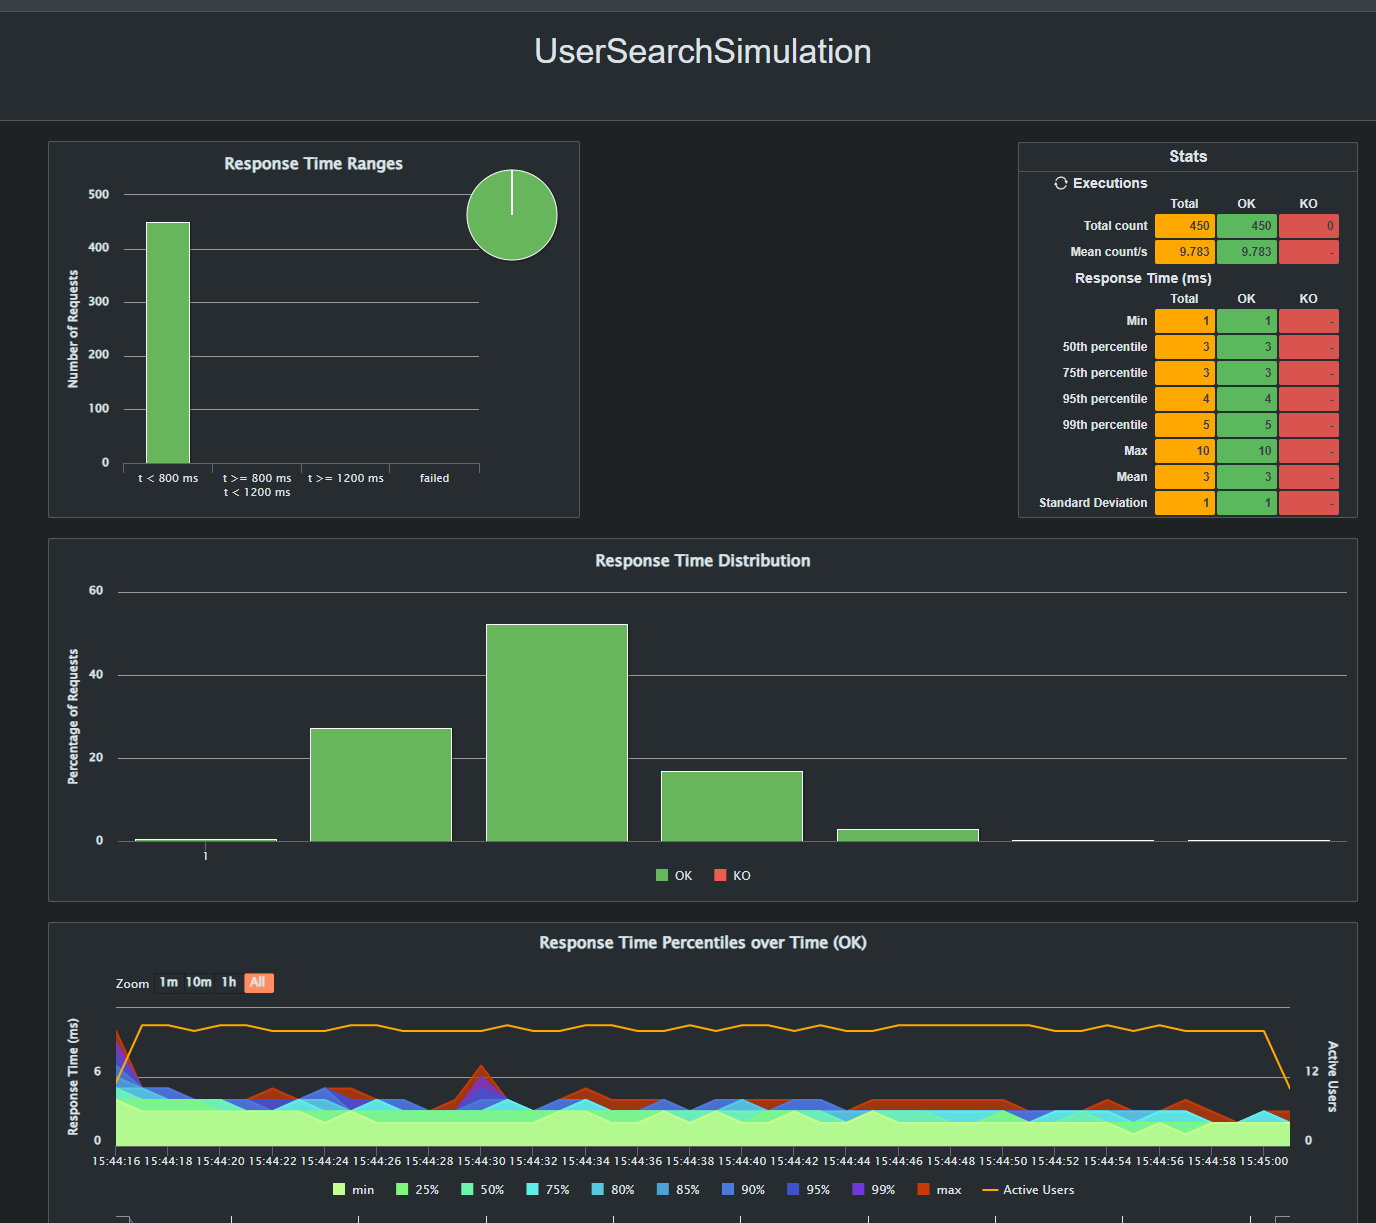 UserSearchSimulation
Response Time Ranges
Number of Requests
500
400
300
200
100
0
t < 800 ms
t >= 800 ms
t < 1200 ms
t >= 1200 ms
failed
Stats
Executions
Total OK KO
Total count 450 450 0
Mean count/s 9.783 9.783 -
Response Time (ms)
Total OK KO
Min 1 1 -
50th percentile 3 3 -
75th percentile 3 3 -
95th percentile 4 4 -
99th percentile 5 5 -
Max 10 10 -
Mean 3 3 -
Standard Deviation 1 1 -
Response Time Distribution
Percentage of Requests
60
40
20
0
1
OK KO
Response Time Percentiles over Time (OK)
Zoom 1m 10m 1h All
Response Time (ms)
6
0
Active Users
12
0
15:44:16 15:44:18 15:44:20 15:44:22 15:44:24 15:44:26 15:44:28 15:44:30 15:44:32 15:44:34 15:44:36 15:44:38 15:44:40 15:44:42 15:44:44 15:44:46 15:44:48 15:44:50 15:44:52 15:44:54 15:44:56 15:44:58 15:45:00
min 25% 50% 75% 80% 85% 90% 95% 99% max Active Users